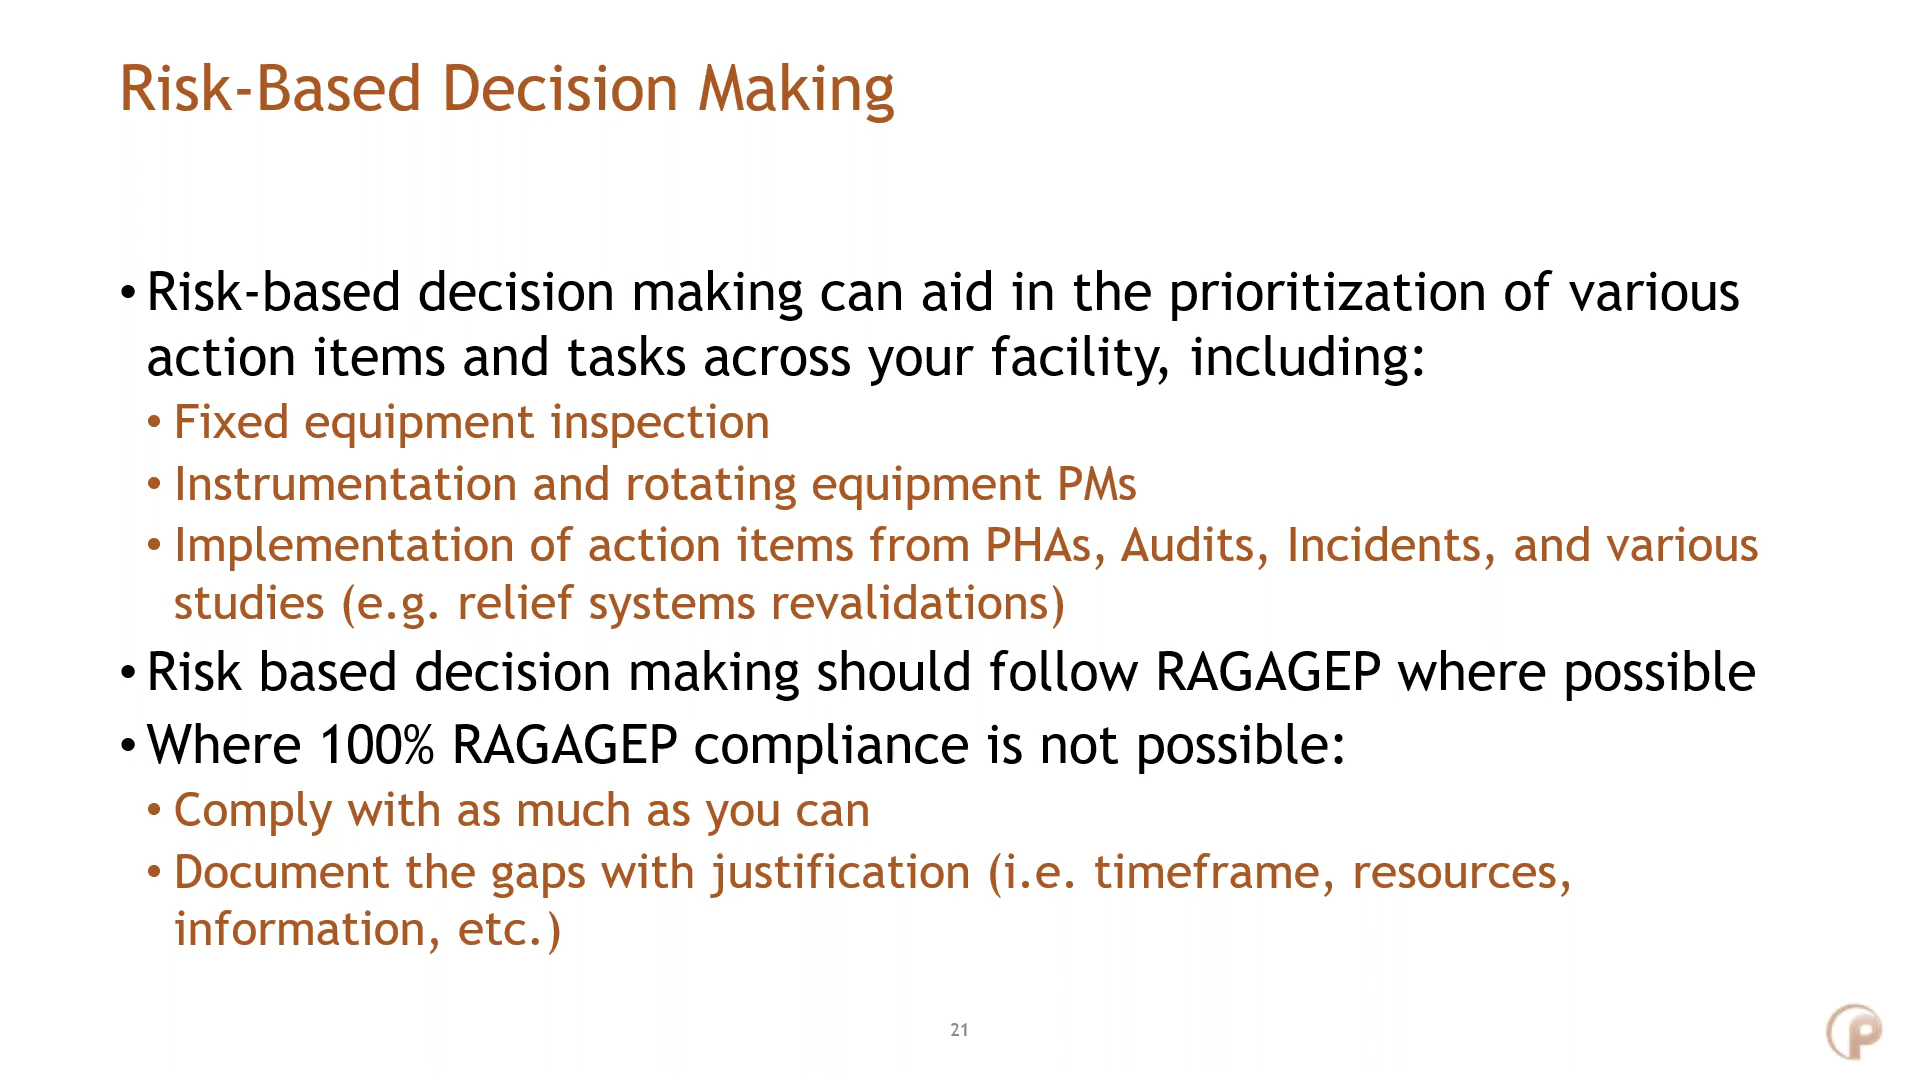 Risk-Based Decision Making
• Risk-based decision making can aid in the prioritization of various
action items and tasks across your facility, including:
• Fixed equipment inspection
• Instrumentation and rotating equipment PMs
• Implementation of action items from PHAs, Audits, Incidents, and various
studies (e.g. relief systems revalidations)
• Risk based decision making should follow RAGAGEP where possible
• Where 100% RAGAGEP compliance is not possible:
• Comply with as much as you can
• Document the gaps with justification (i.e. timeframe, resources,
information, etc.)
21
P